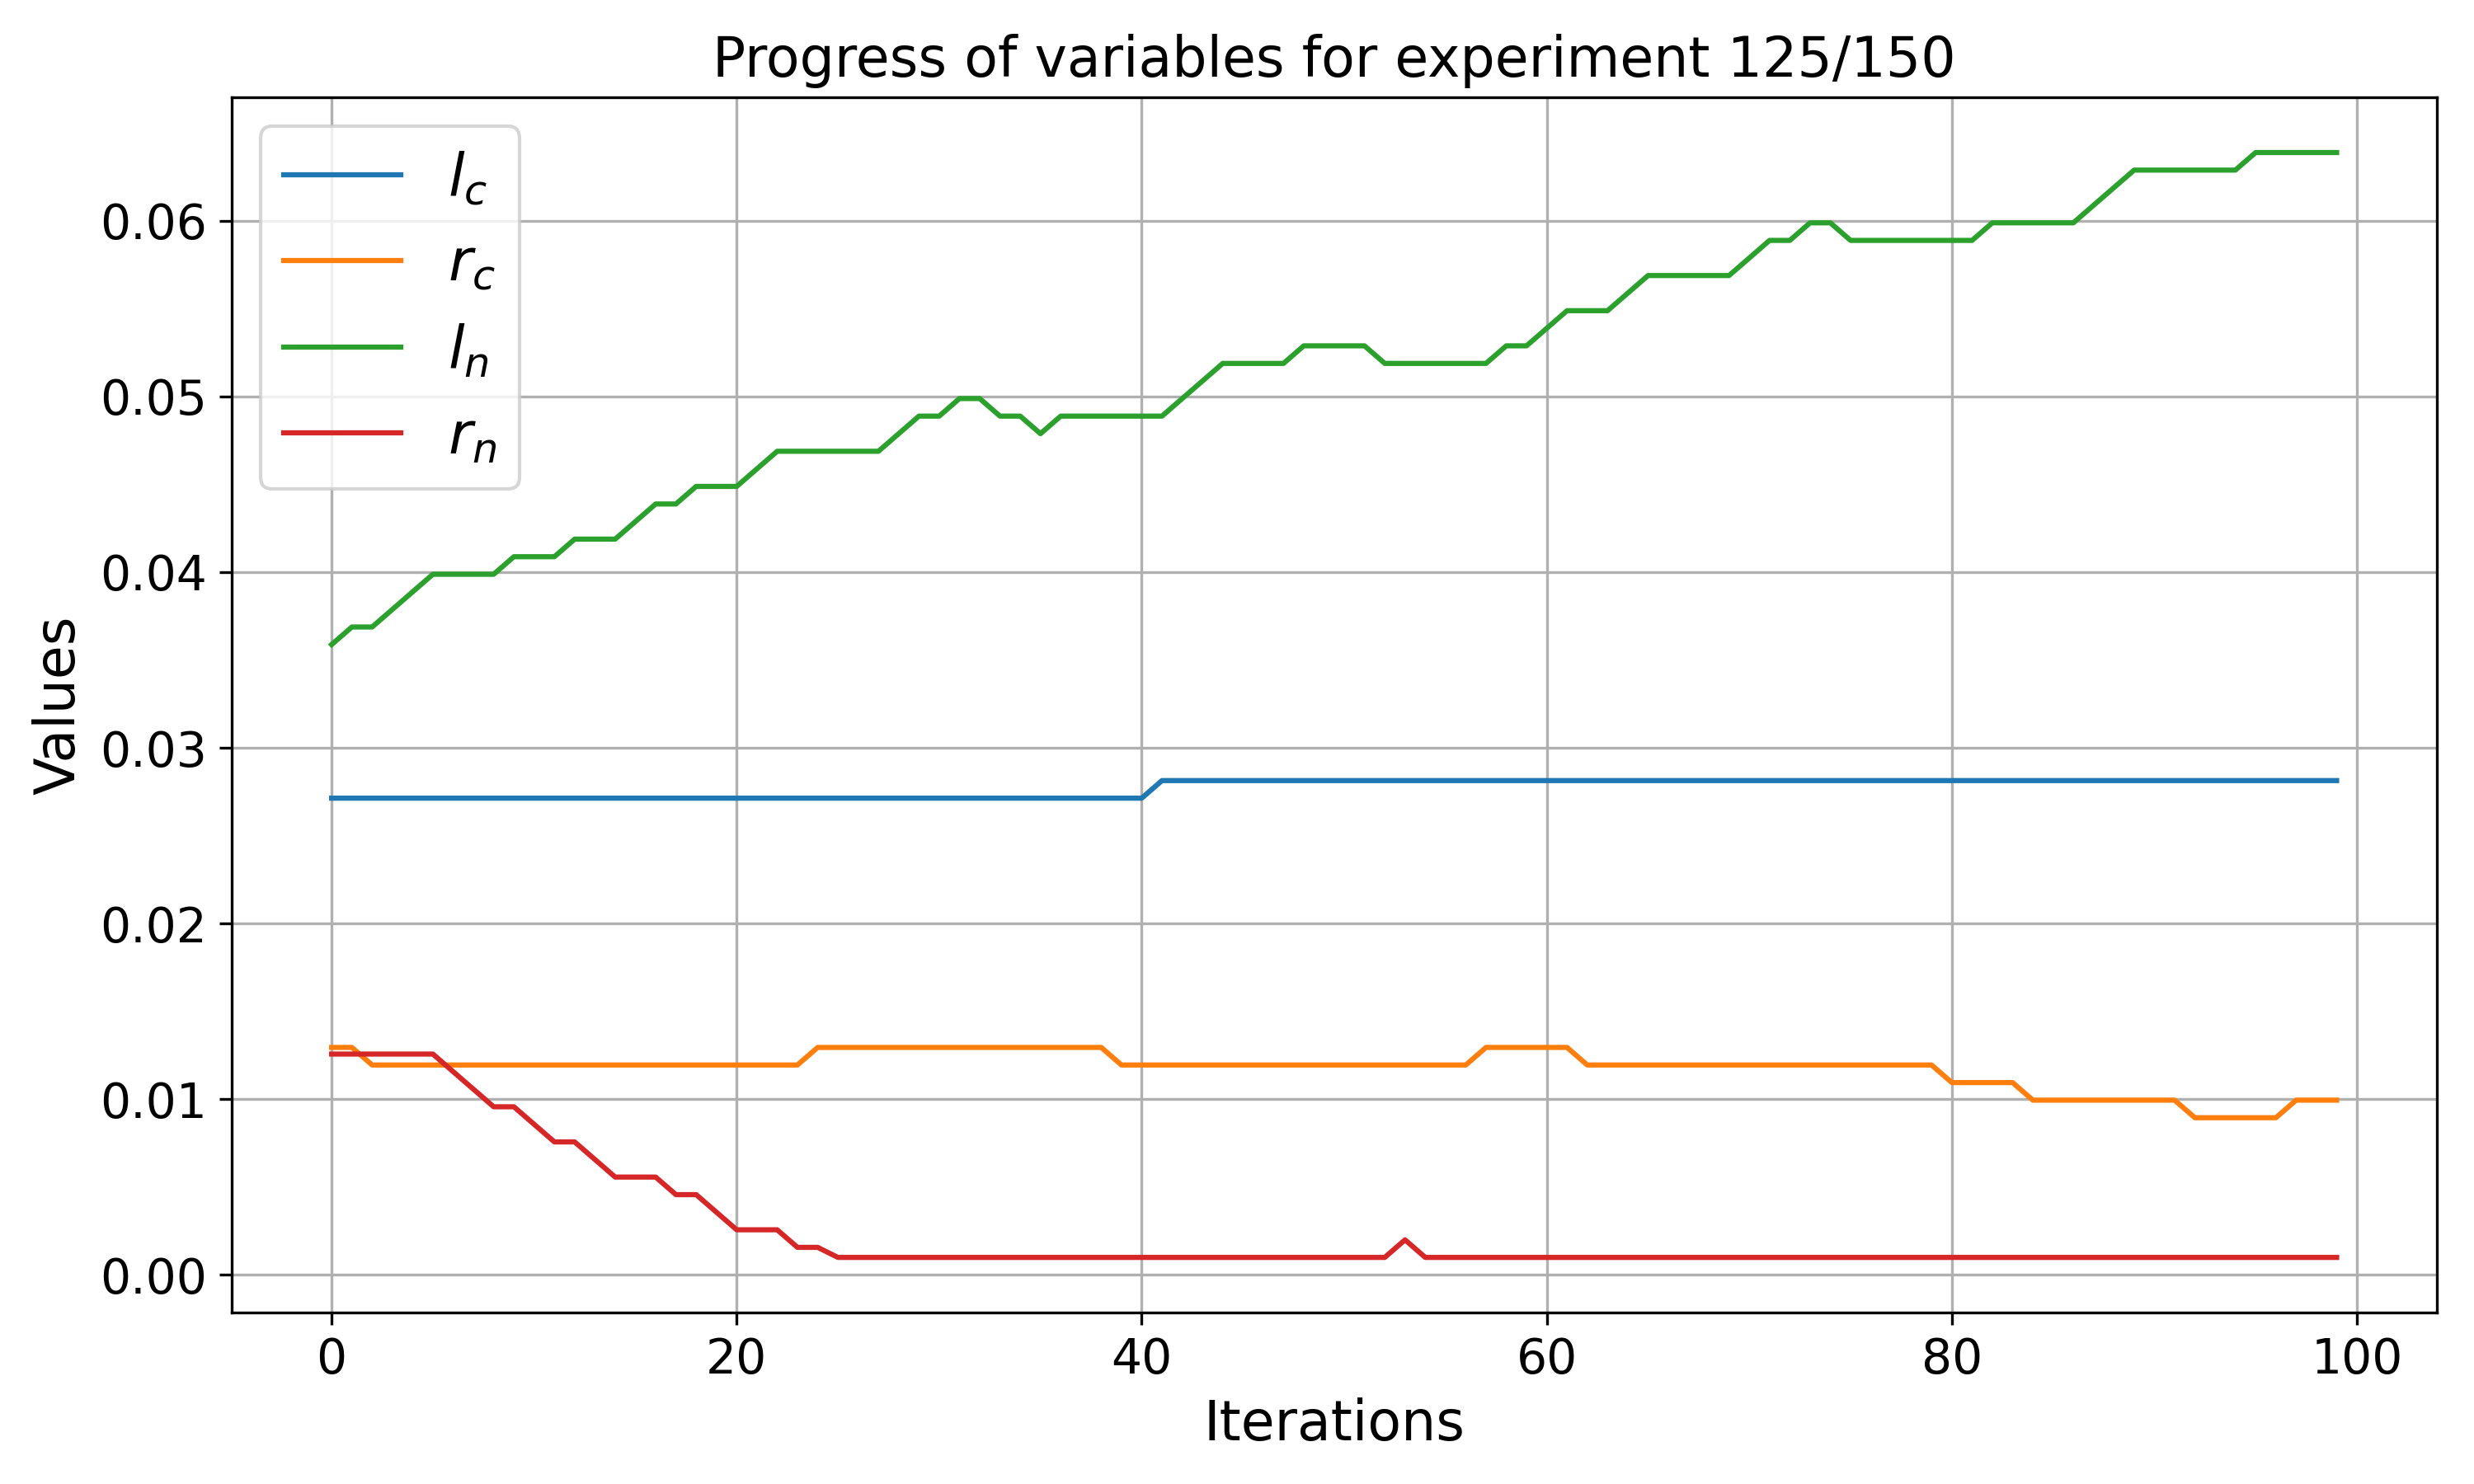 Progress of variables for experiment 125/150
l_c
r_c
l_n
r_n
Values
0.06
0.05
0.04
0.03
0.02
0.01
0.00
0 20 40 60 80 100
Iterations